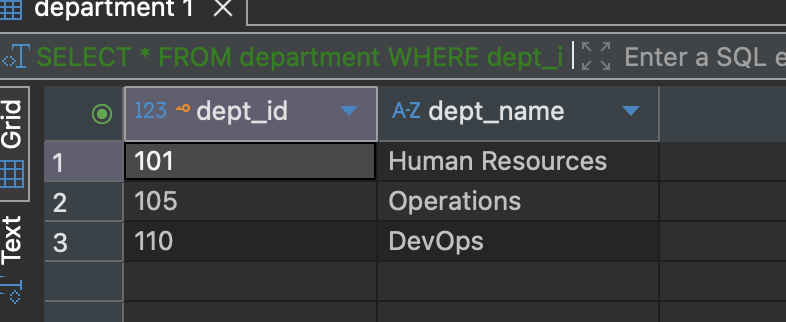 department 1
SELECT * FROM department WHERE dept_i
Enter a SQL e
Grid
Text
123 dept_id
A-Z dept_name
1 101 Human Resources
2 105 Operations
3 110 DevOps